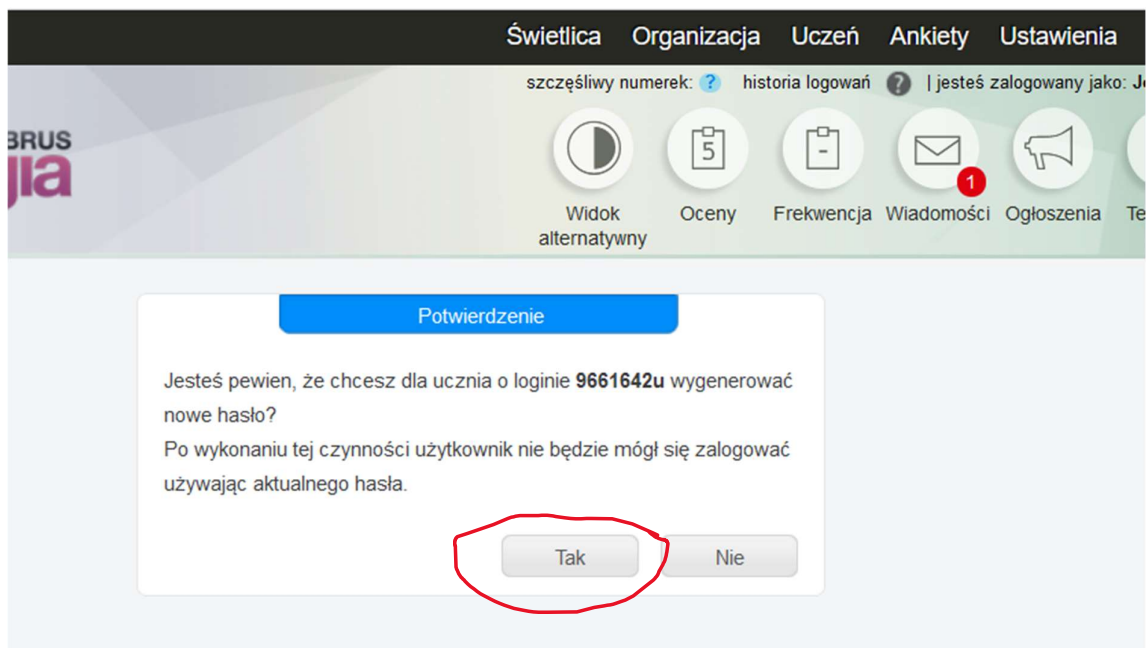 Świetlica Organizacja Uczeń Ankiety Ustawienia
szczęśliwy numerek: ? historia logowań ? | jesteś zalogowany jako:
BRUS
5 -
1
Widok alternatywny
Oceny
Frekwencja
Wiadomości
Ogłoszenia
Potwierdzenie
Jesteś pewien, że chcesz dla ucznia o loginie 9661642u wygenerować
nowe hasło?
Po wykonaniu tej czynności użytkownik nie będzie mógł się zalogować
używając aktualnego hasła.
Tak Nie